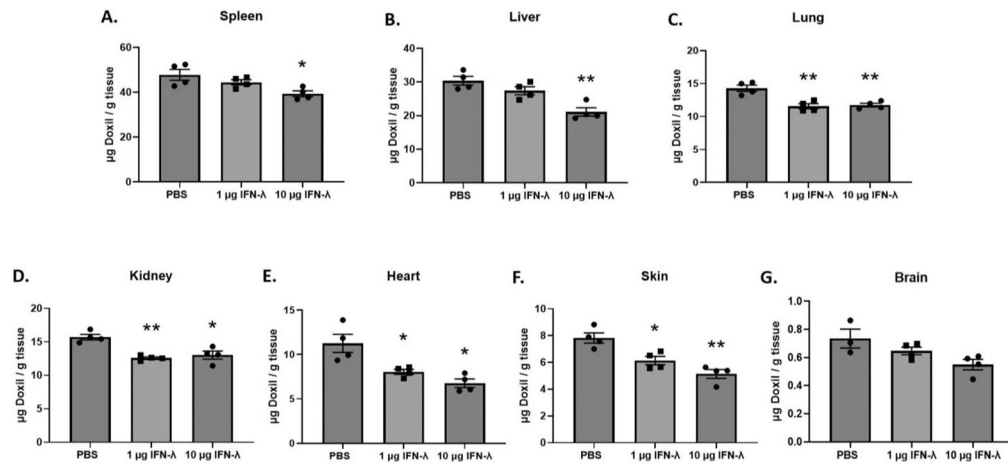 A. Spleen
µg Doxil / g tissue
60
40
20
0
*
PBS 1 µg IFN-λ 10 µg IFN-λ
B. Liver
µg Doxil / g tissue
40
30
20
10
0
**
PBS 1 µg IFN-λ 10 µg IFN-λ
C. Lung
µg Doxil / g tissue
20
15
10
5
0
** **
PBS 1 µg IFN-λ 10 µg IFN-λ
D. Kidney
µg Doxil / g tissue
20
15
10
5
0
** *
PBS 1 µg IFN-λ 10 µg IFN-λ
E. Heart
µg Doxil / g tissue
15
10
5
0
* *
PBS 1 µg IFN-λ 10 µg IFN-λ
F. Skin
µg Doxil / g tissue
10
8
6
4
2
0
* **
PBS 1 µg IFN-λ 10 µg IFN-λ
G. Brain
µg Doxil / g tissue
1.0
0.8
0.6
0.4
0.2
0.0
PBS 1 µg IFN-λ 10 µg IFN-λ